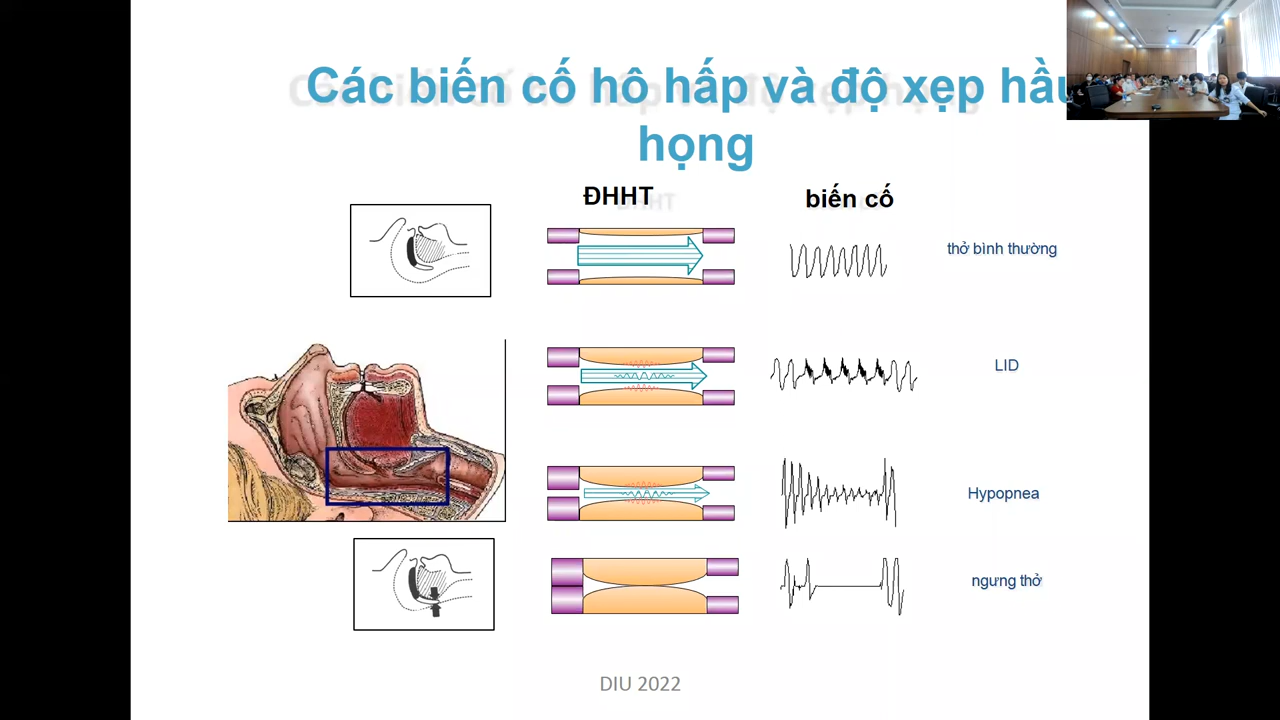 Các biến cố hô hấp và độ xẹp hầu
họng
ĐHHT
biến cố
thở bình thường
LID
Hypopnea
ngưng thở
DIU 2022